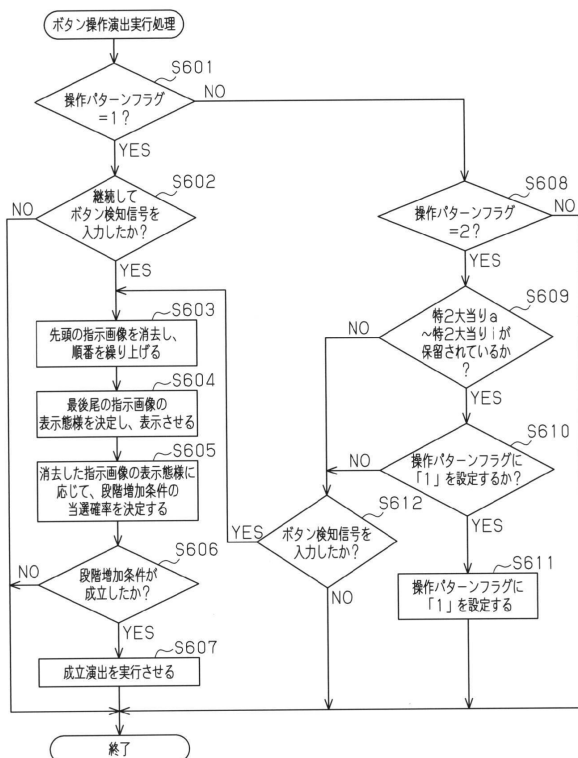 ボタン操作演出実行処理
S601
操作パターンフラグ
=1?
NO
YES
S602
継続して
ボタン検知信号を
入力したか?
NO
YES
S603
先頭の指示画像を消去し、
順番を繰り上げる
S604
最後尾の指示画像の
表示態様を決定し、表示させる
S605
消去した指示画像の表示態様に
応じて、段階増加条件の
当選確率を決定する
S606
段階増加条件が
成立したか?
NO
YES
S607
成立演出を実行させる
終了
S608
操作パターンフラグ
=2?
NO
YES
S609
特2大当りa
~特2大当りiが
保留されているか
?
NO
YES
S610
操作パターンフラグに
「1」を設定するか?
NO
YES
S611
操作パターンフラグに
「1」を設定する
S612
ボタン検知信号を
入力したか?
YES
NO